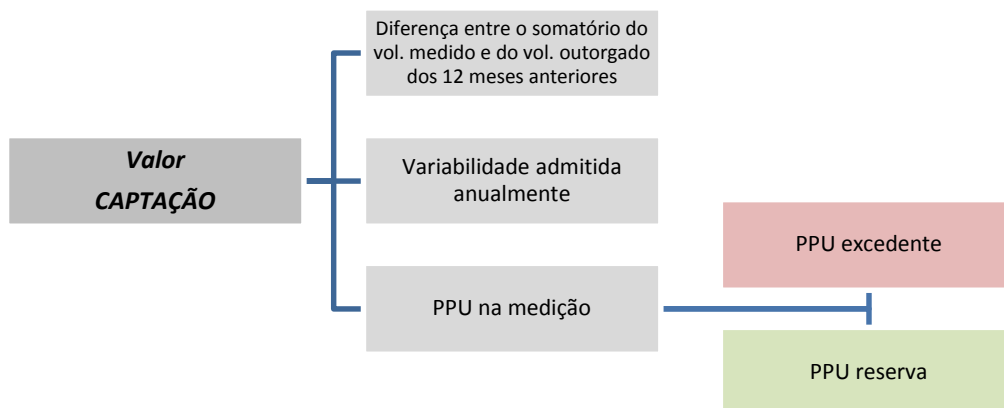 Diferença entre o somatório do
vol. medido e do vol. outorgado
dos 12 meses anteriores
Valor
CAPTAÇÃO
Variabilidade admitida
anualmente
PPU na medição
PPU excedente
PPU reserva